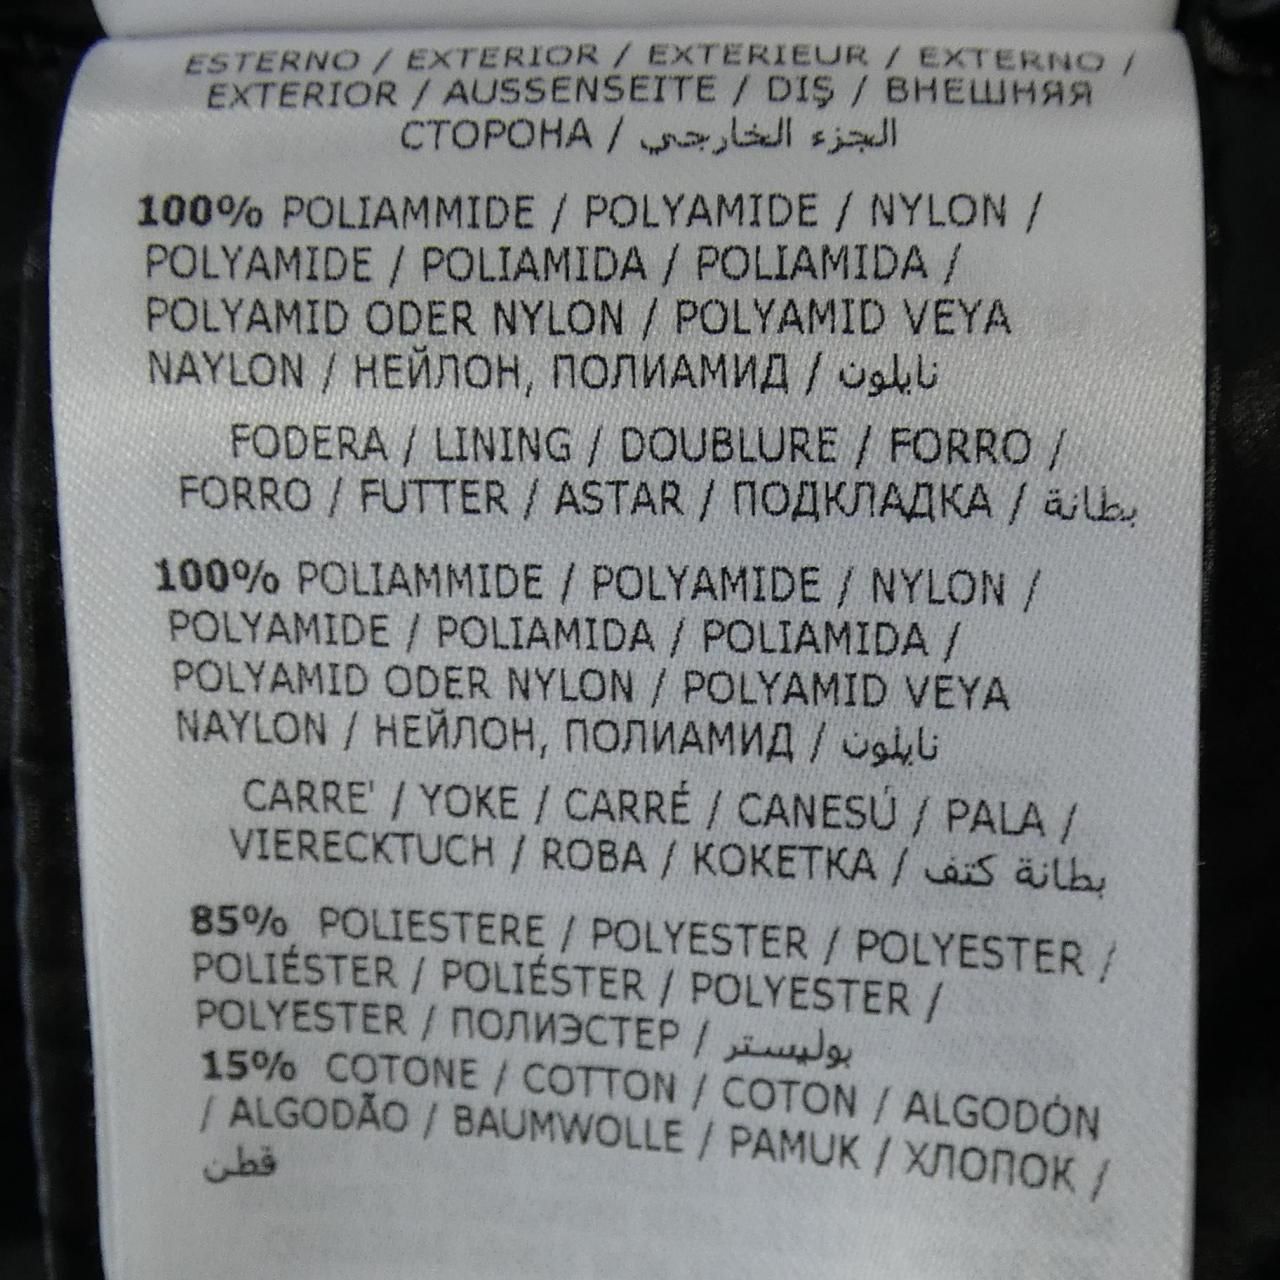 ESTERNO / EXTERIOR / EXTERIEUR / EXTERNO /
EXTERIOR / AUSSENSEITE / DIŞ / ВНЕШНЯЯ
СТОРОНА / الجزء الخارجي
100% POLIAMMIDE / POLYAMIDE / NYLON /
POLYAMIDE / POLIAMIDA / POLIAMIDA /
POLYAMID ODER NYLON / POLYAMID VEYA
NAYLON / НЕЙЛОН, ПОЛИАМИД / نايلون
FODERA / LINING / DOUBLURE / FORRO /
FORRO / FUTTER / ASTAR / ПОДКЛАДКА / بطانة
100% POLIAMMIDE / POLYAMIDE / NYLON /
POLYAMIDE / POLIAMIDA / POLIAMIDA /
POLYAMID ODER NYLON / POLYAMID VEYA
NAYLON / НЕЙЛОН, ПОЛИАМИД / نايلون
CARRE' / YOKE / CARRÉ / CANESÚ / PALA /
VIERECKTUCH / ROBA / КОКЕТКА / بطانة كتف
85% POLIESTERE / POLYESTER / POLYESTER /
POLIÉSTER / POLIÉSTER / POLYESTER /
POLYESTER / ПОЛИЭСТЕР / بوليستر
15% COTONE / COTTON / COTON / ALGODÓN
/ ALGODÃO / BAUMWOLLE / PAMUK / ХЛОПОК /
قطن